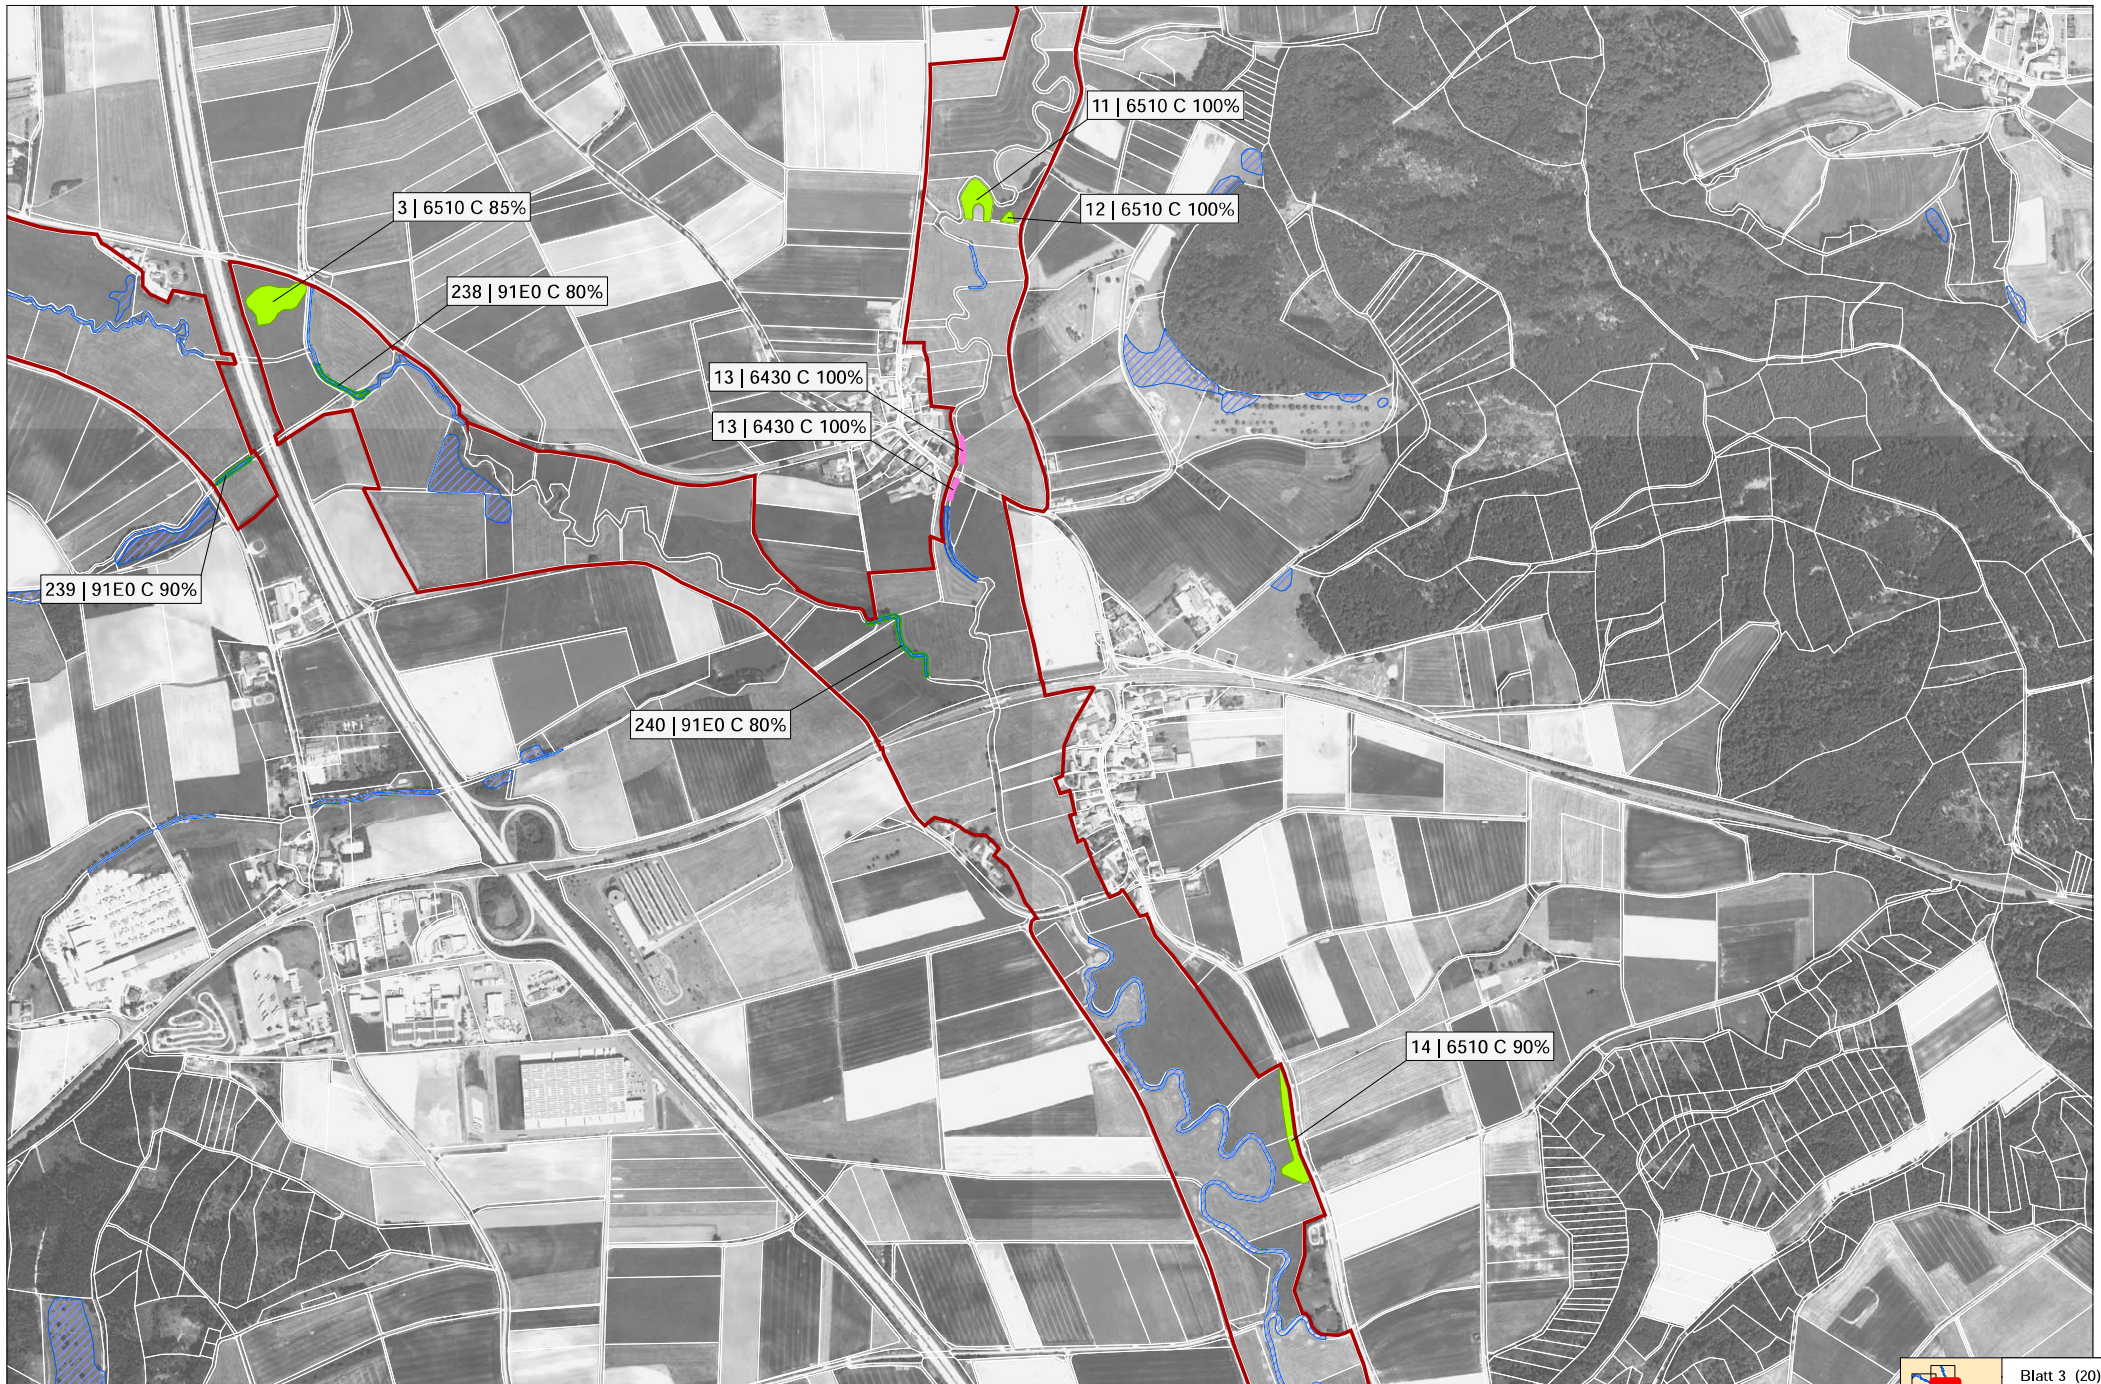 11 | 6510 C 100%
3 | 6510 C 85%
12 | 6510 C 100%
238 | 91E0 C 80%
13 | 6430 C 100%
13 | 6430 C 100%
239 | 91E0 C 90%
240 | 91E0 C 80%
14 | 6510 C 90%
Blatt 3 (20)